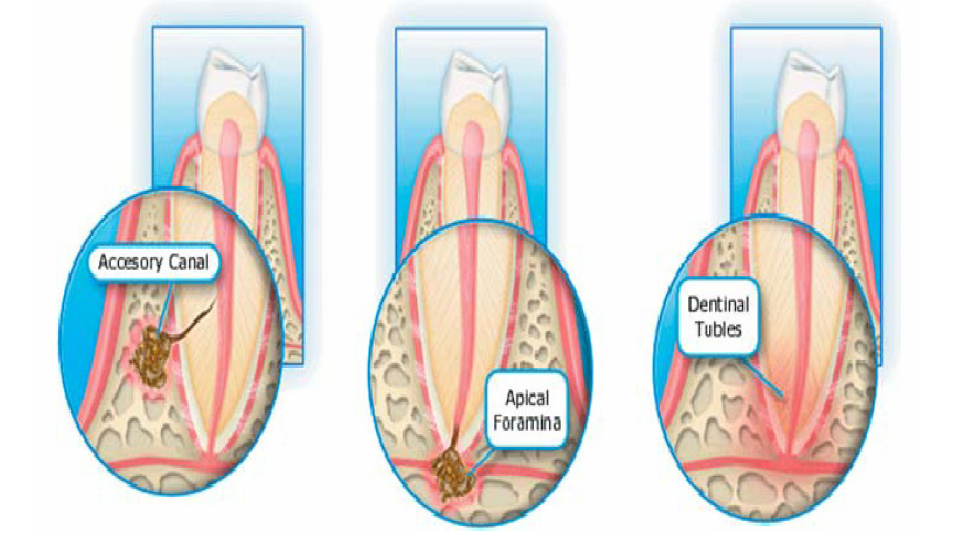 Accesory Canal
Apical
Foramina
Dentinal
Tubles